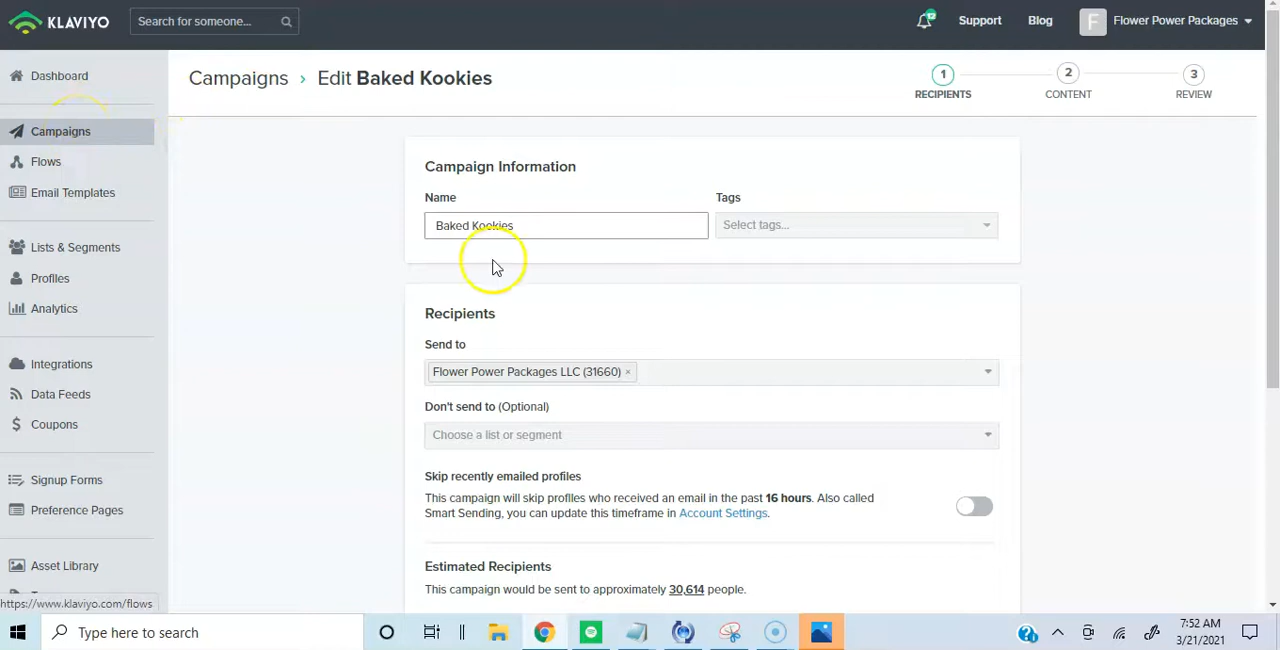 KLAVIYO
Search for someone...
12
Support
Blog
F
Flower Power Packages
Dashboard
Campaigns
Flows
Email Templates
Lists & Segments
Profiles
Analytics
Integrations
Data Feeds
Coupons
Signup Forms
Preference Pages
Asset Library
https://www.klaviyo.com/flows
Campaigns › Edit Baked Kookies
1
RECIPIENTS
2
CONTENT
3
REVIEW
Campaign Information
Name
Tags
Baked Kookies
Select tags...
Recipients
Send to
Flower Power Packages LLC (31660) ×
Don't send to (Optional)
Choose a list or segment
Skip recently emailed profiles
This campaign will skip profiles who received an email in the past 16 hours. Also called
Smart Sending, you can update this timeframe in Account Settings.
Estimated Recipients
This campaign would be sent to approximately 30,614 people.
Type here to search
7:52 AM
3/21/2021